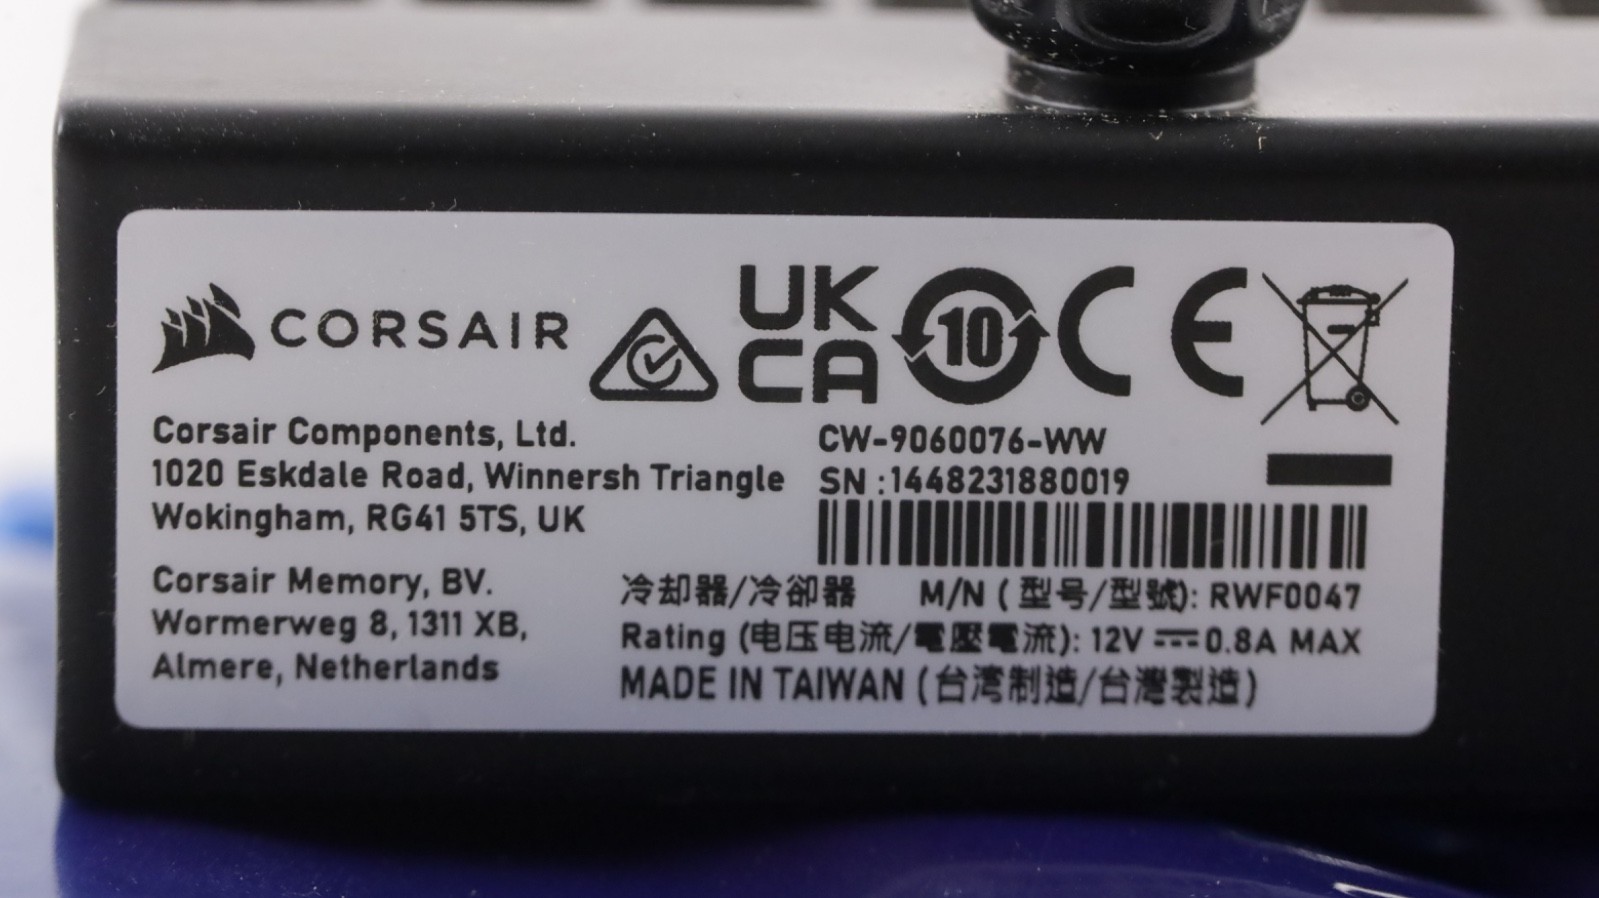 CORSAIR
UK
CA
10
CE
Corsair Components, Ltd.
1020 Eskdale Road, Winnersh Triangle
Wokingham, RG41 5TS, UK
Corsair Memory, BV.
Wormerweg 8, 1311 XB,
Almere, Netherlands
CW-9060076-WW
SN :1448231880019
冷却器/冷卻器 M/N ( 型号/型號): RWF0047
Rating (电压电流/電壓電流): 12V ⎓ 0.8A MAX
MADE IN TAIWAN (台湾制造/台灣製造)